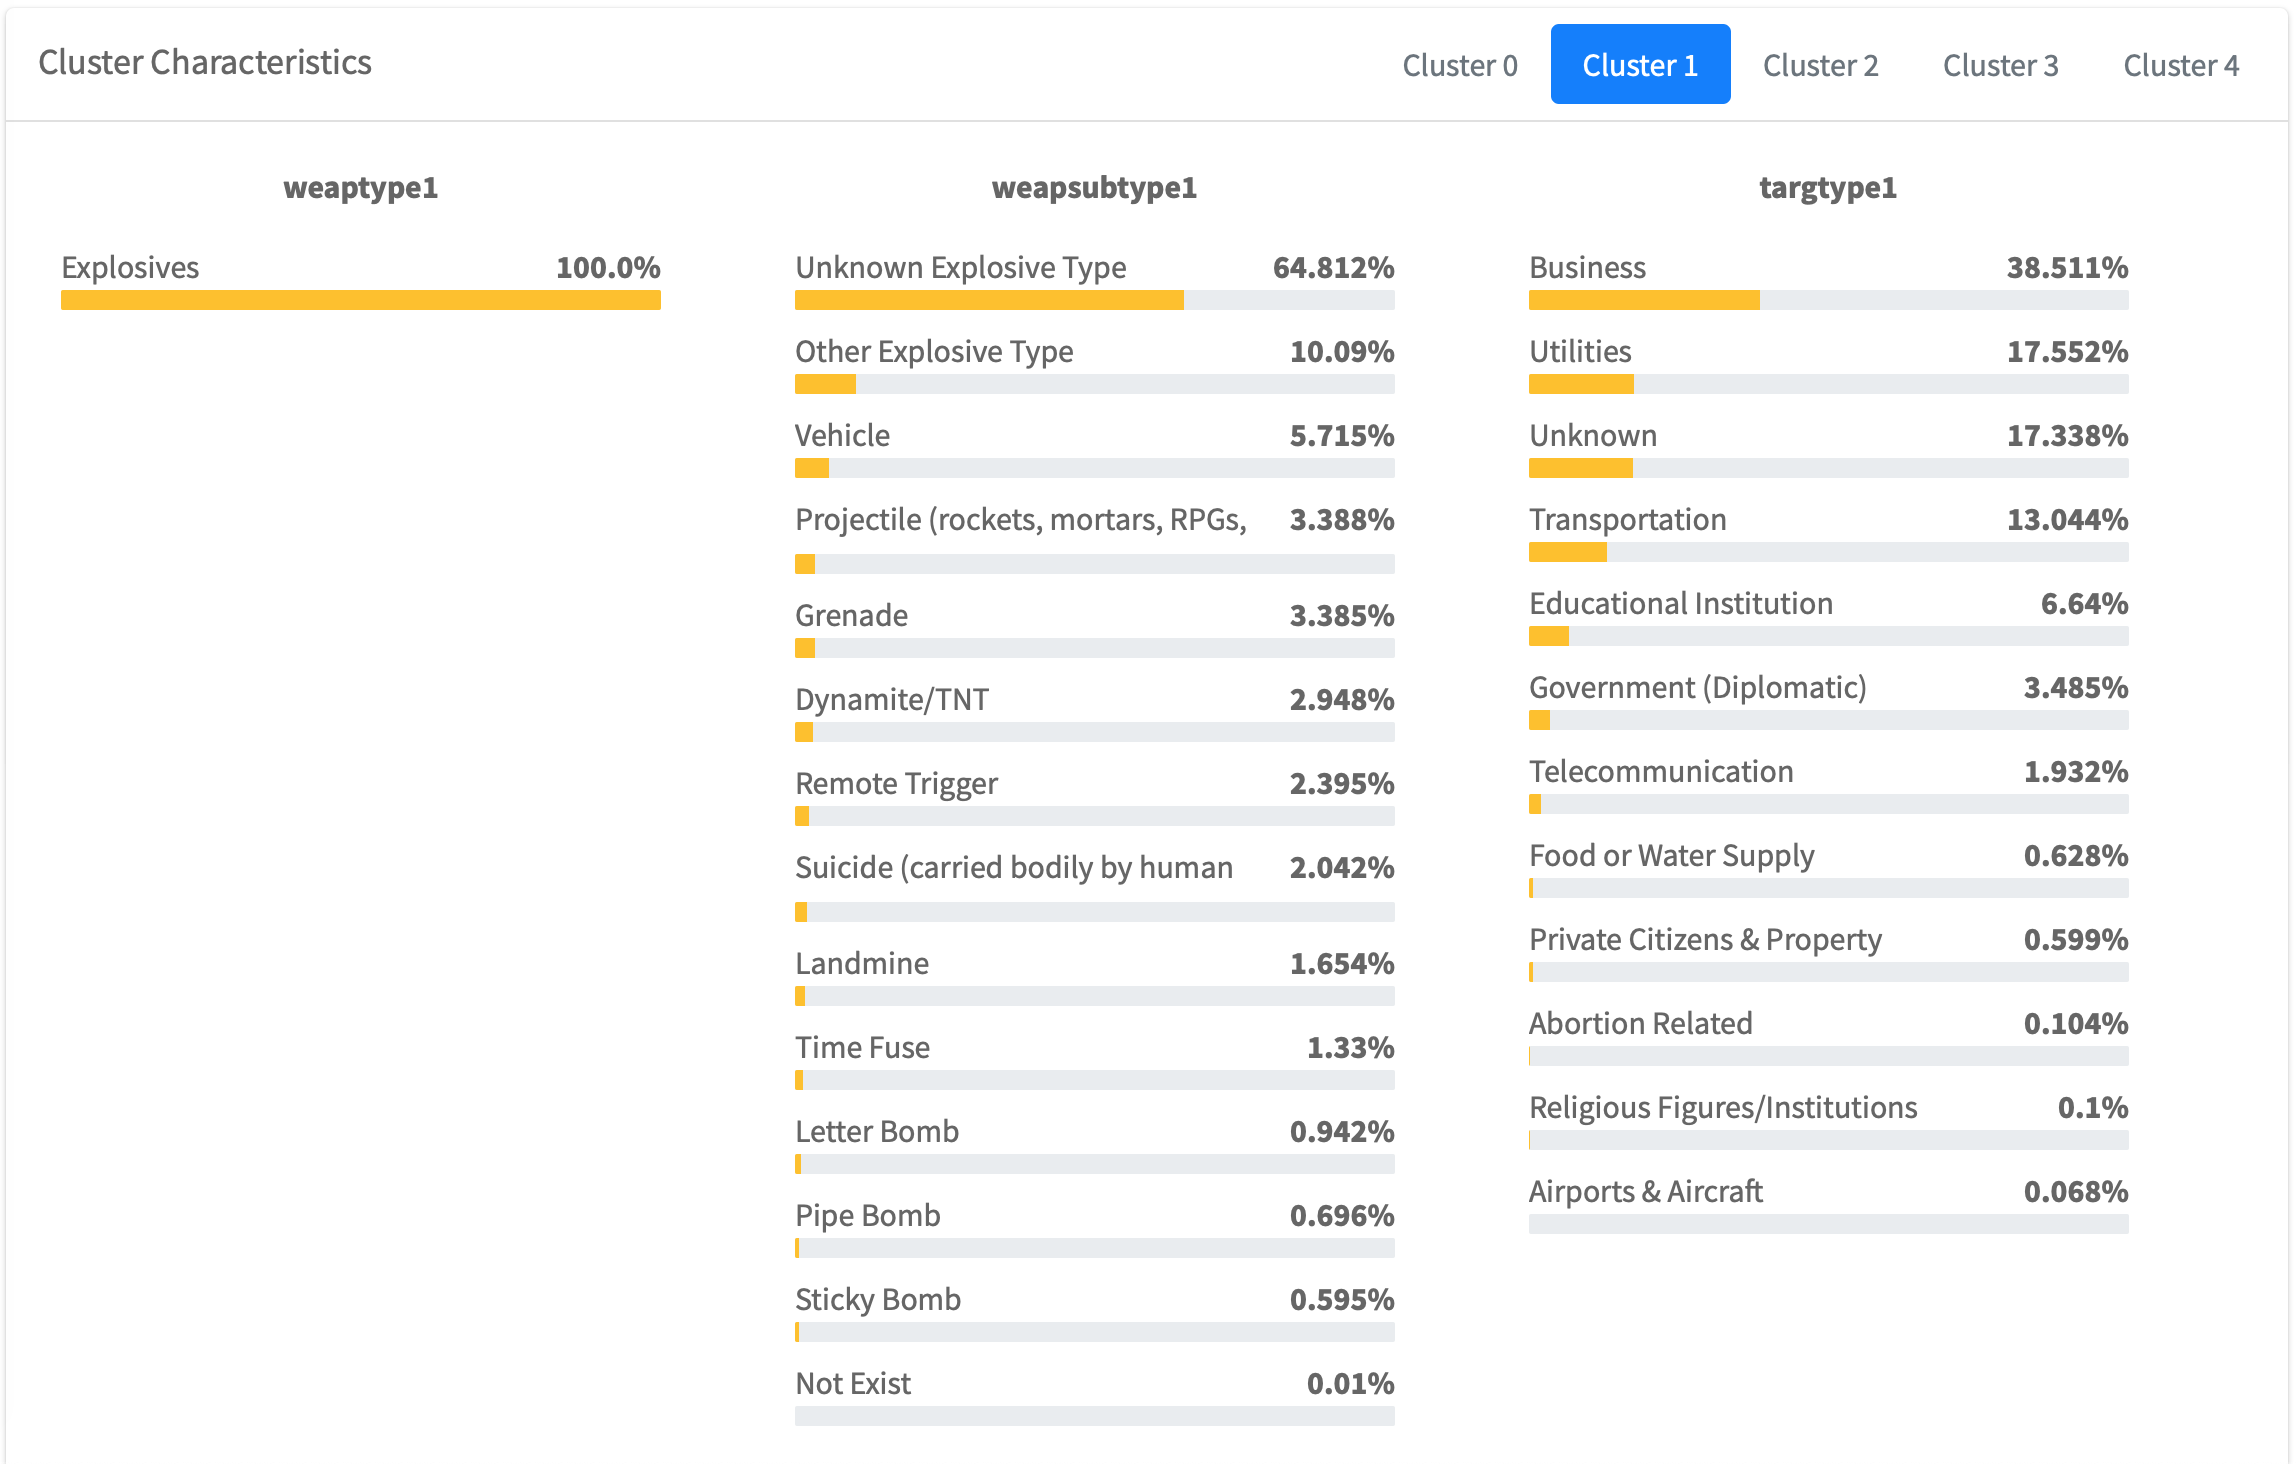 Cluster Characteristics
Cluster 0
Cluster 1
Cluster 2
Cluster 3
Cluster 4
weaptype1
Explosives 100.0%
weapsubtype1
Unknown Explosive Type 64.812%
Other Explosive Type 10.09%
Vehicle 5.715%
Projectile (rockets, mortars, RPGs, 3.388%
Grenade 3.385%
Dynamite/TNT 2.948%
Remote Trigger 2.395%
Suicide (carried bodily by human 2.042%
Landmine 1.654%
Time Fuse 1.33%
Letter Bomb 0.942%
Pipe Bomb 0.696%
Sticky Bomb 0.595%
Not Exist 0.01%
targtype1
Business 38.511%
Utilities 17.552%
Unknown 17.338%
Transportation 13.044%
Educational Institution 6.64%
Government (Diplomatic) 3.485%
Telecommunication 1.932%
Food or Water Supply 0.628%
Private Citizens & Property 0.599%
Abortion Related 0.104%
Religious Figures/Institutions 0.1%
Airports & Aircraft 0.068%